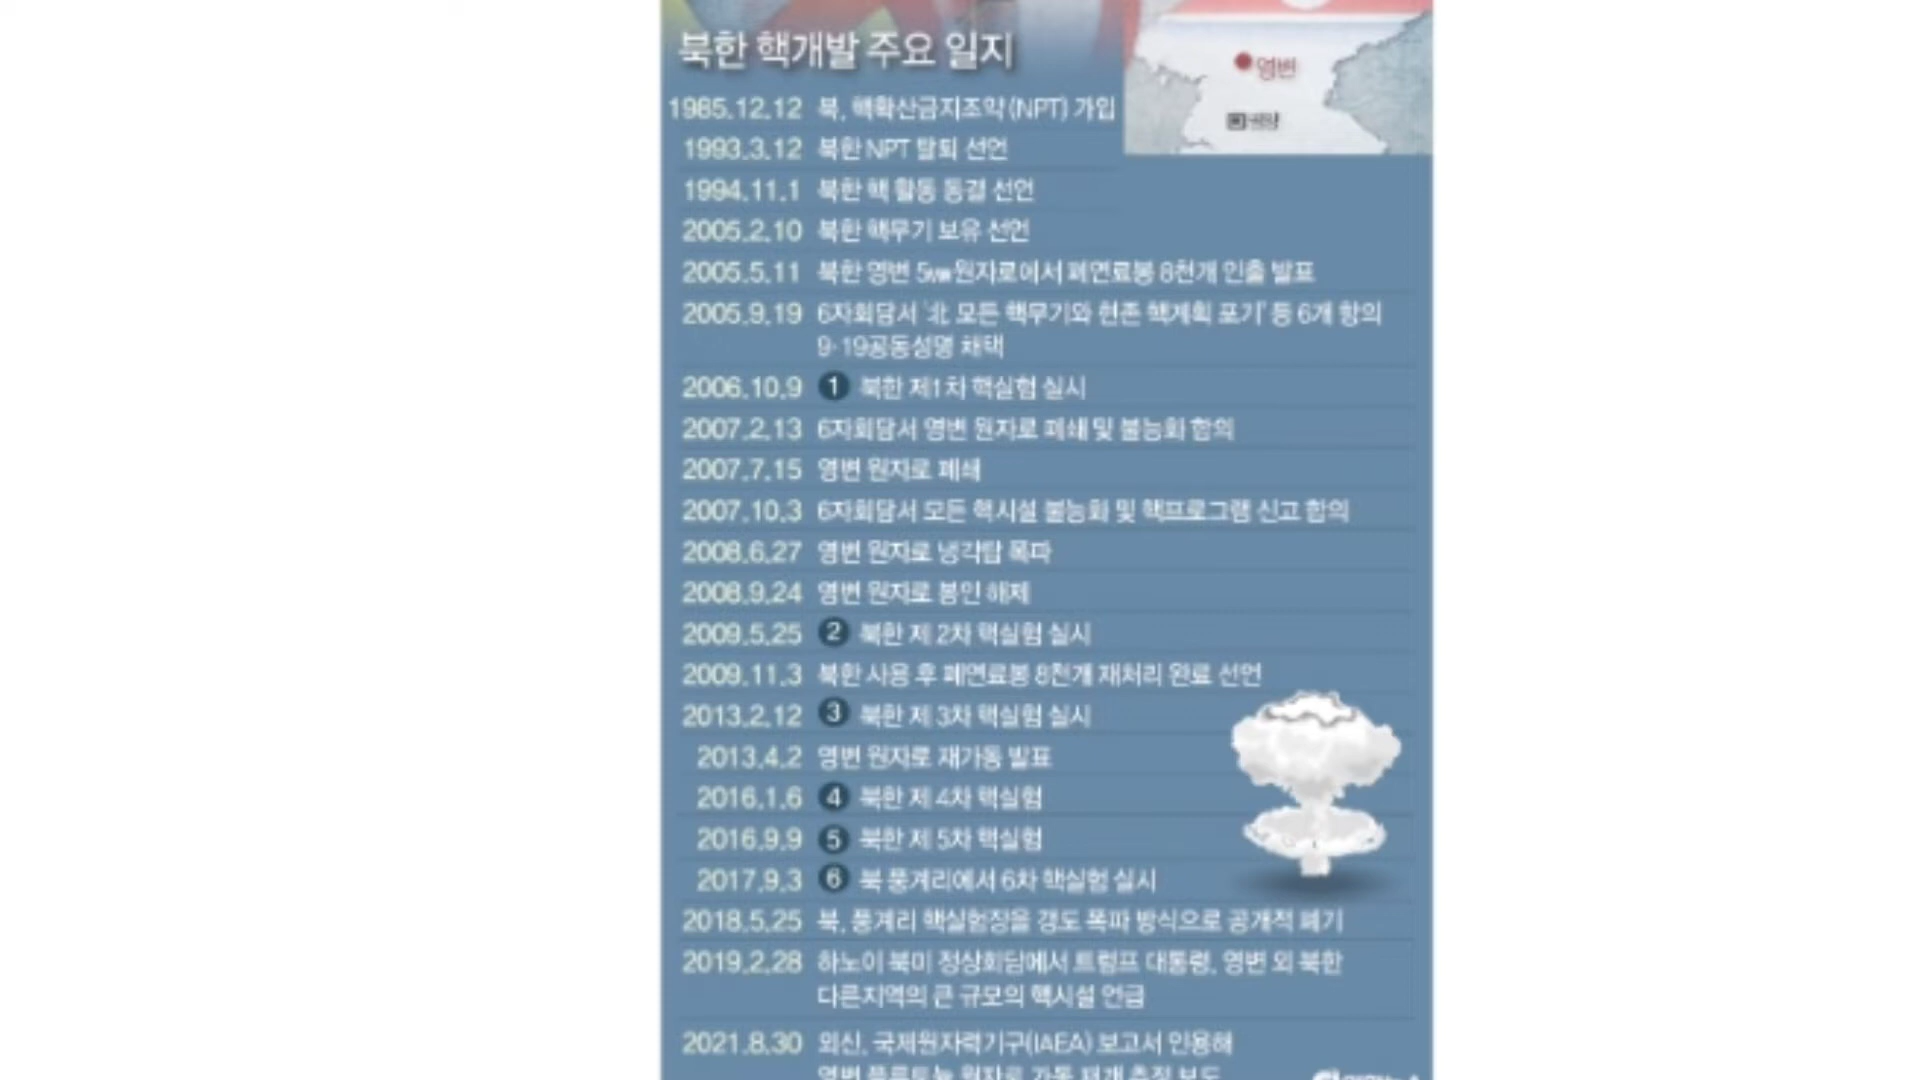 북한 핵개발 주요 일지
영변
평양
1985.12.12 북, 핵확산금지조약(NPT) 가입
1993.3.12 북한 NPT 탈퇴 선언
1994.11.1 북한 핵 활동 동결 선언
2005.2.10 북한 핵무기 보유 선언
2005.5.11 북한 영변 5㎿원자로에서 폐연료봉 8천개 인출 발표
2005.9.19 6자회담서 '北 모든 핵무기와 현존 핵계획 포기' 등 6개 항의
9·19공동성명 채택
2006.10.9 1 북한 제1차 핵실험 실시
2007.2.13 6자회담서 영변 원자로 폐쇄 및 불능화 합의
2007.7.15 영변 원자로 폐쇄
2007.10.3 6자회담서 모든 핵시설 불능화 및 핵프로그램 신고 합의
2008.6.27 영변 원자로 냉각탑 폭파
2008.9.24 영변 원자로 봉인 해제
2009.5.25 2 북한 제 2차 핵실험 실시
2009.11.3 북한 사용 후 폐연료봉 8천개 재처리 완료 선언
2013.2.12 3 북한 제 3차 핵실험 실시
2013.4.2 영변 원자로 재가동 발표
2016.1.6 4 북한 제 4차 핵실험
2016.9.9 5 북한 제 5차 핵실험
2017.9.3 6 북 풍계리에서 6차 핵실험 실시
2018.5.25 북, 풍계리 핵실험장을 갱도 폭파 방식으로 공개적 폐기
2019.2.28 하노이 북미 정상회담에서 트럼프 대통령, 영변 외 북한
다른지역의 큰 규모의 핵시설 언급
2021.8.30 외신, 국제원자력기구(IAEA) 보고서 인용해
영변 플루토늄 원자로 가동 재개 추정 보도